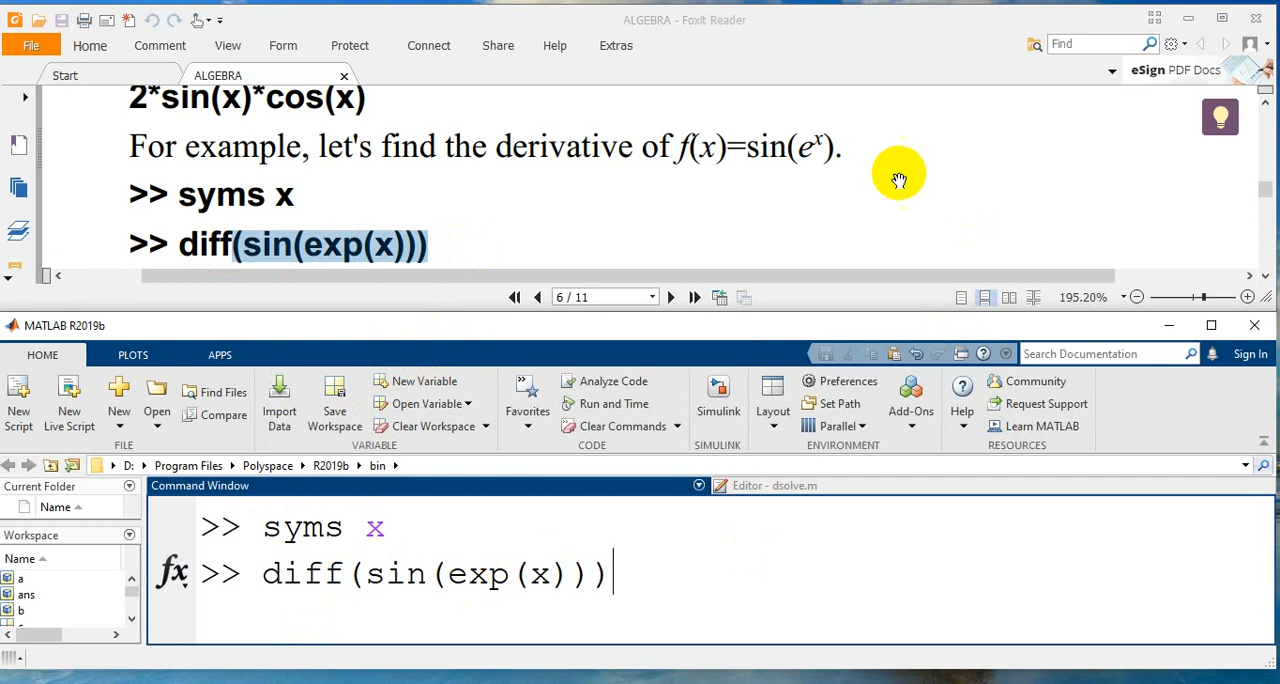 ALGEBRA - Foxit Reader
File Home Comment View Form Protect Connect Share Help Extras Find
Start ALGEBRA eSign PDF Docs
2*sin(x)*cos(x)
For example, let's find the derivative of f(x)=sin(eˣ).
>> syms x
>> diff(sin(exp(x)))
6 / 11 195.20%
MATLAB R2019b
HOME PLOTS APPS Search Documentation Sign In
New Script New Live Script New Open Find Files Compare
FILE
Import Data Save Workspace New Variable Open Variable Clear Workspace
VARIABLE
Favorites Analyze Code Run and Time Clear Commands
CODE
Simulink
SIMULINK
Layout Preferences Set Path Parallel Add-Ons
ENVIRONMENT
Help Community Request Support Learn MATLAB
RESOURCES
D: Program Files Polyspace R2019b bin
Current Folder Command Window Editor - dsolve.m
Name
Workspace
Name
a
ans
b
>> syms x
fx >> diff(sin(exp(x)))